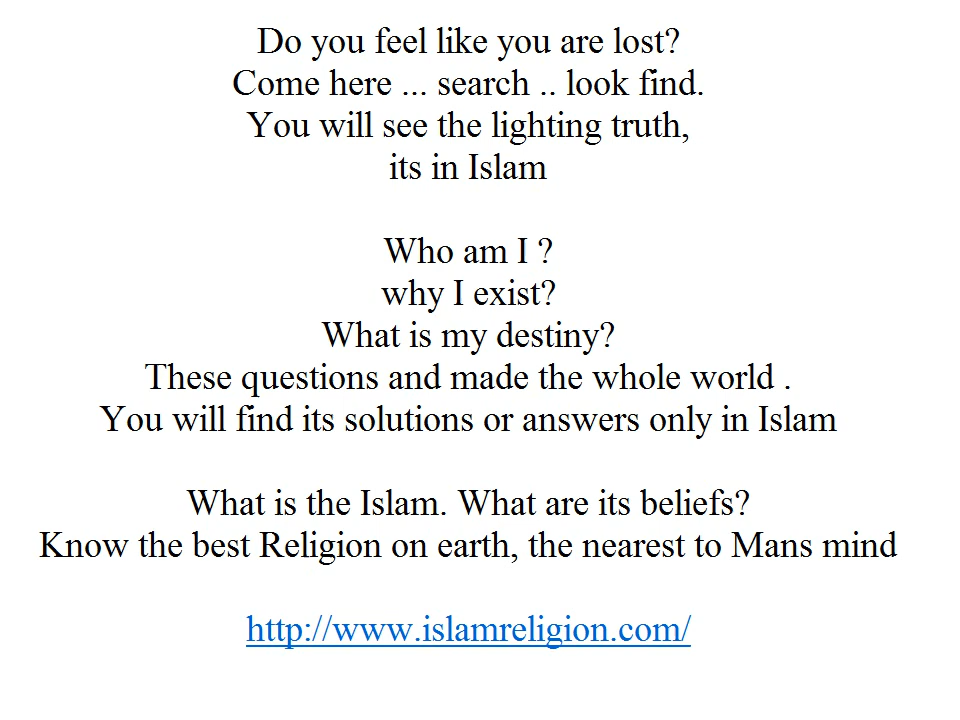 Do you feel like you are lost?
Come here ... search .. look find.
You will see the lighting truth,
its in Islam
Who am I ?
why I exist?
What is my destiny?
These questions and made the whole world .
You will find its solutions or answers only in Islam
What is the Islam. What are its beliefs?
Know the best Religion on earth, the nearest to Mans mind
http://www.islamreligion.com/